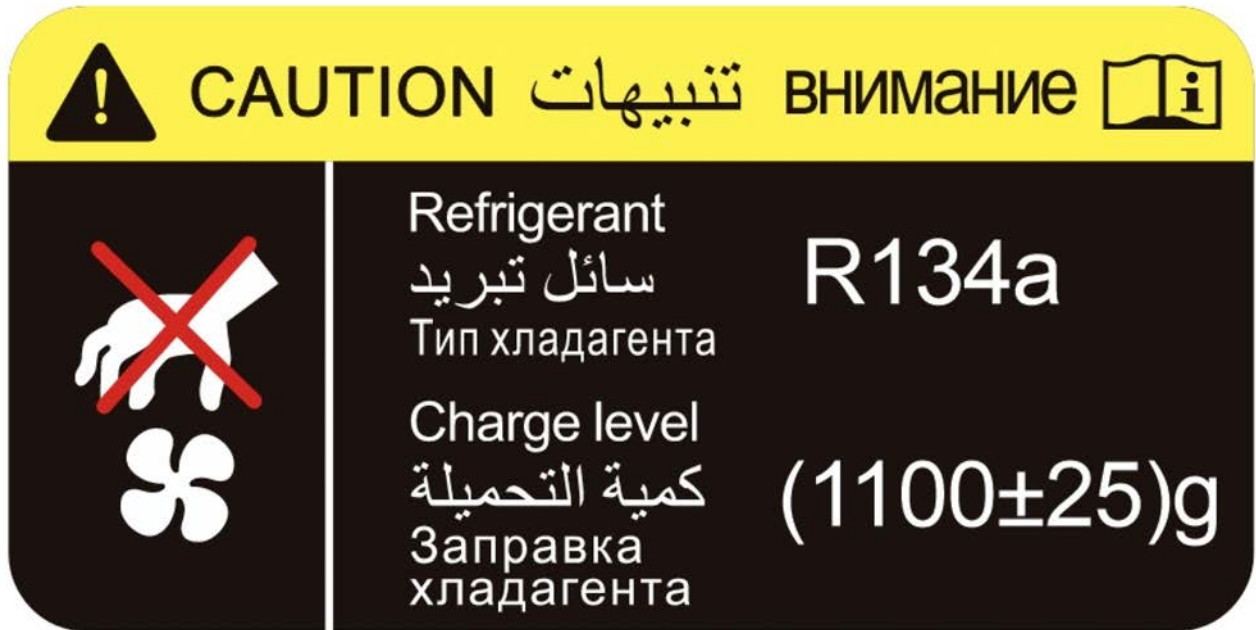 CAUTION تنبيهات внимание
Refrigerant
سائل تبريد
Тип хладагента
R134a
Charge level
كمية التحميلة
Заправка
хладагента
(1100±25)g